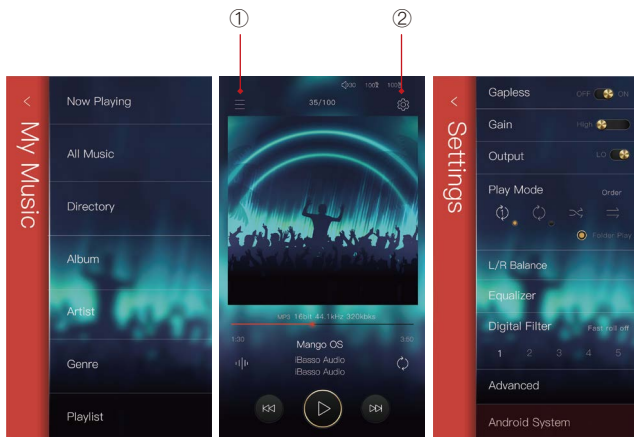 ① ②
< My Music
Now Playing
All Music
Directory
Album
Artist
Genre
Playlist
35/100
MP3 16bit 44.1kHz 320kbks
1:30 3:50
Mango OS
iBasso Audio
iBasso Audio
< Settings
Gapless OFF ON
Gain High
Output LO
Play Mode Order
1
Folder Play
L/R Balance
Equalizer
Digital Filter Fast roll off
1 2 3 4 5
Advanced
Android System